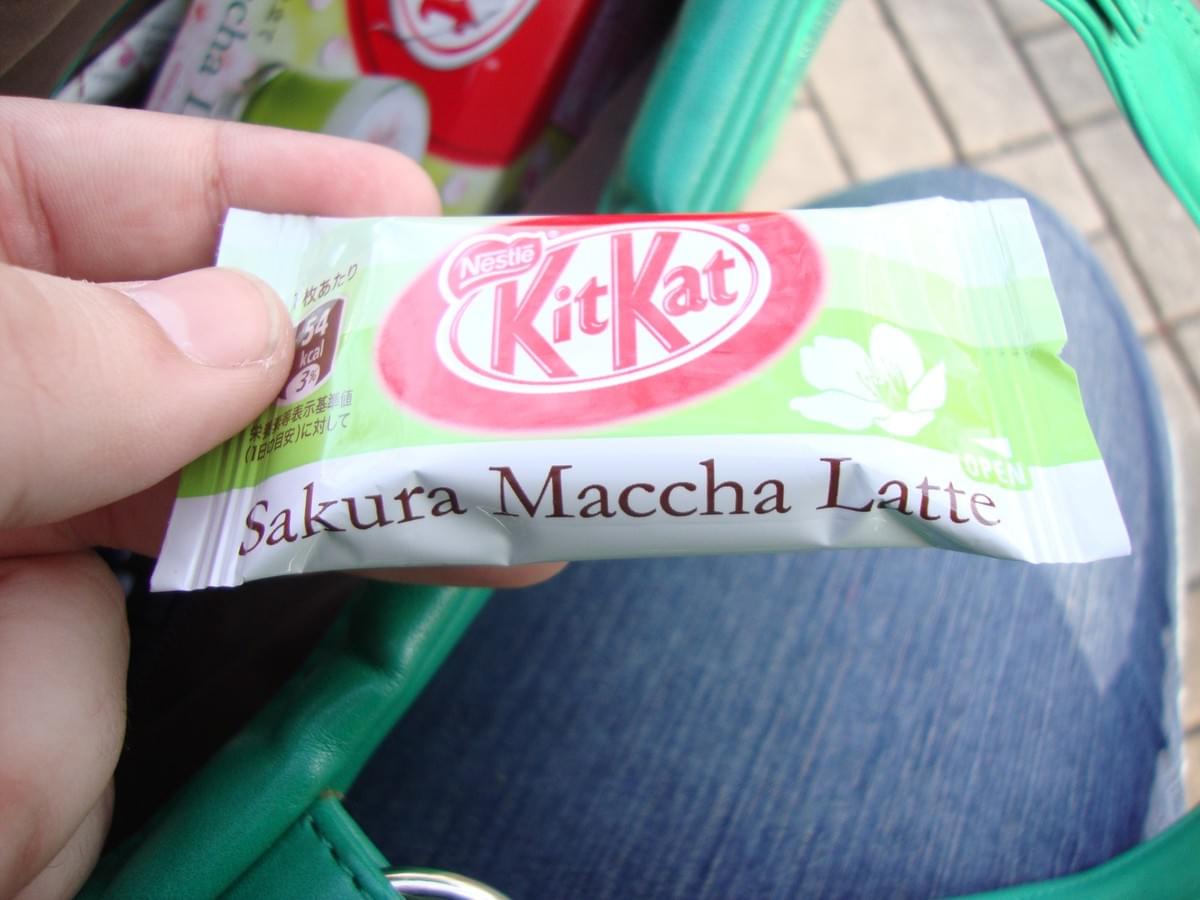 Nestlé
KitKat
1枚あたり
54
kcal
3%
栄養素等表示基準値
(1日の目安)に対して
OPEN
Sakura Maccha Latte